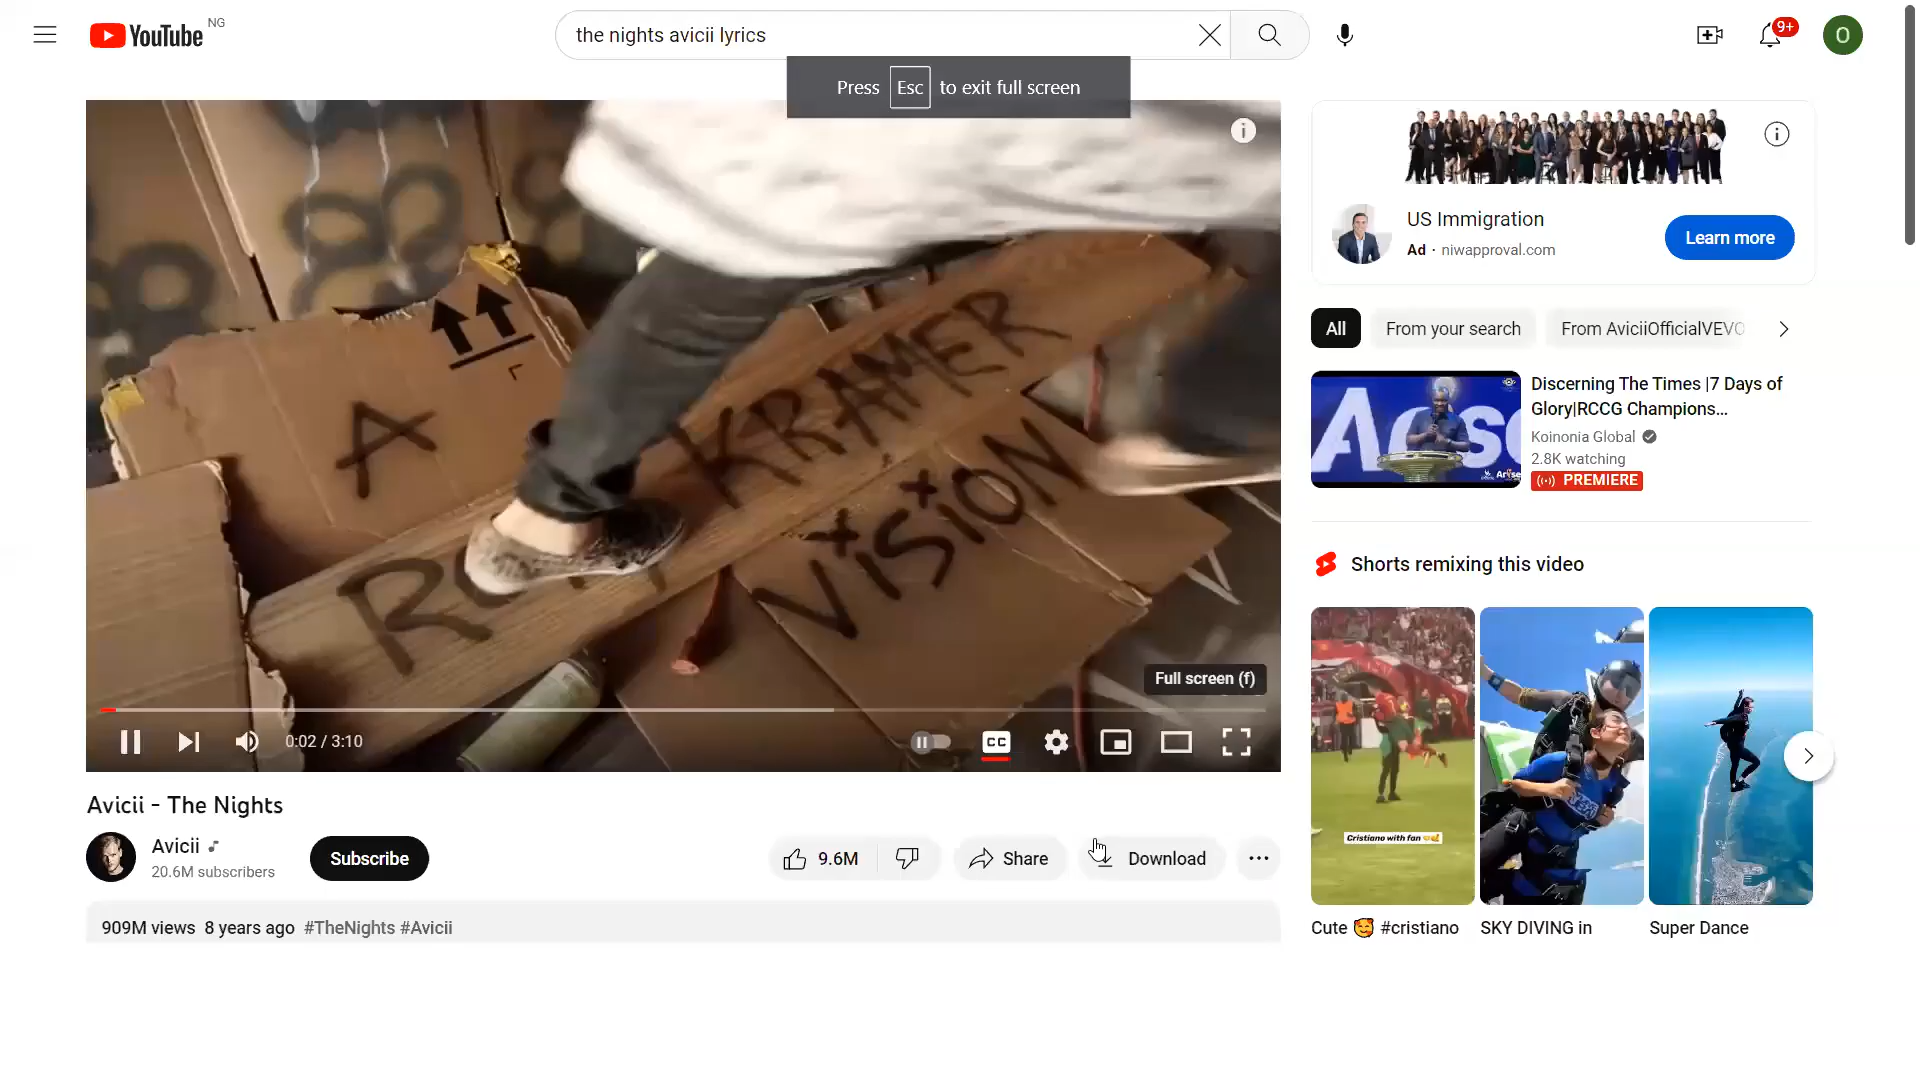 YouTube NG
the nights avicii lyrics
9+
O
Press Esc to exit full screen
A
KRAMER
VISION
Full screen (f)
0:02 / 3:10
CC
US Immigration
Ad · niwapproval.com
Learn more
All
From your search
From AviciiOfficialVEVO
Discerning The Times |7 Days of
Glory|RCCG Champions...
Koinonia Global
2.8K watching
PREMIERE
Shorts remixing this video
Cristiano with fan
Cute 🥰 #cristiano
SKY DIVING in
Super Dance
Avicii - The Nights
Avicii
20.6M subscribers
Subscribe
9.6M
Share
Download
909M views 8 years ago #TheNights #Avicii